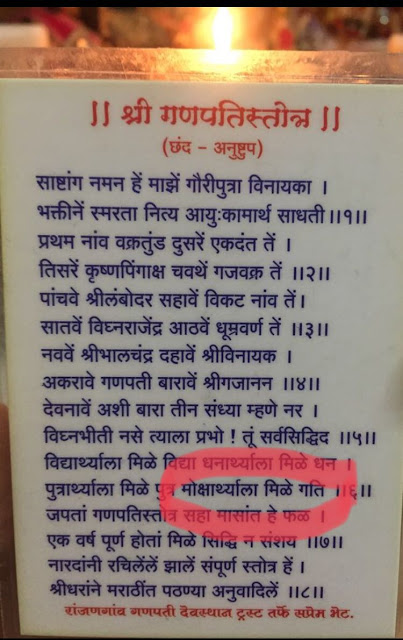 || श्री गणपतिस्तोत्र ||
(छंद - अनुष्टुप)
साष्टांग नमन हें माझें गौरीपुत्रा विनायका ।
भक्तीनें स्मरता नित्य आयुःकामार्थ साधती ।।१।।
प्रथम नांव वक्रतुंड दुसरें एकदंत तें ।
तिसरें कृष्णपिंगाक्ष चवथें गजवक्र तें ।।२।।
पांचवे श्रीलंबोदर सहावें विकट नांव तें।
सातवें विघ्नराजेंद्र आठवें धूम्रवर्ण तें ।।३।।
नववें श्रीभालचंद्र दहावें श्रीविनायक ।
अकरावे गणपती बारावें श्रीगजानन ।।४।।
देवनावें अशी बारा तीन संध्या म्हणे नर ।
विघ्नभीती नसे त्याला प्रभो ! तूं सर्वसिद्धिद ।।५।।
विद्यार्थ्याला मिळे विद्या धनार्थ्याला मिळे धन ।
पुत्रार्थ्याला मिळे पुत्र मोक्षार्थ्याला मिळे गति ।।६।।
जपतां गणपतिस्तोत्र सहा मासांत हे फळ ।
एक वर्ष पूर्ण होतां मिळे सिद्धि न संशय ।।७।।
नारदांनी रचिलेंलें झालें संपूर्ण स्तोत्र हें ।
श्रीधरांने मराठींत पठण्या अनुवादिलें ।।८।।
रांजणगांव गणपती देवस्थान ट्रस्ट तर्फे सप्रेम भेट.